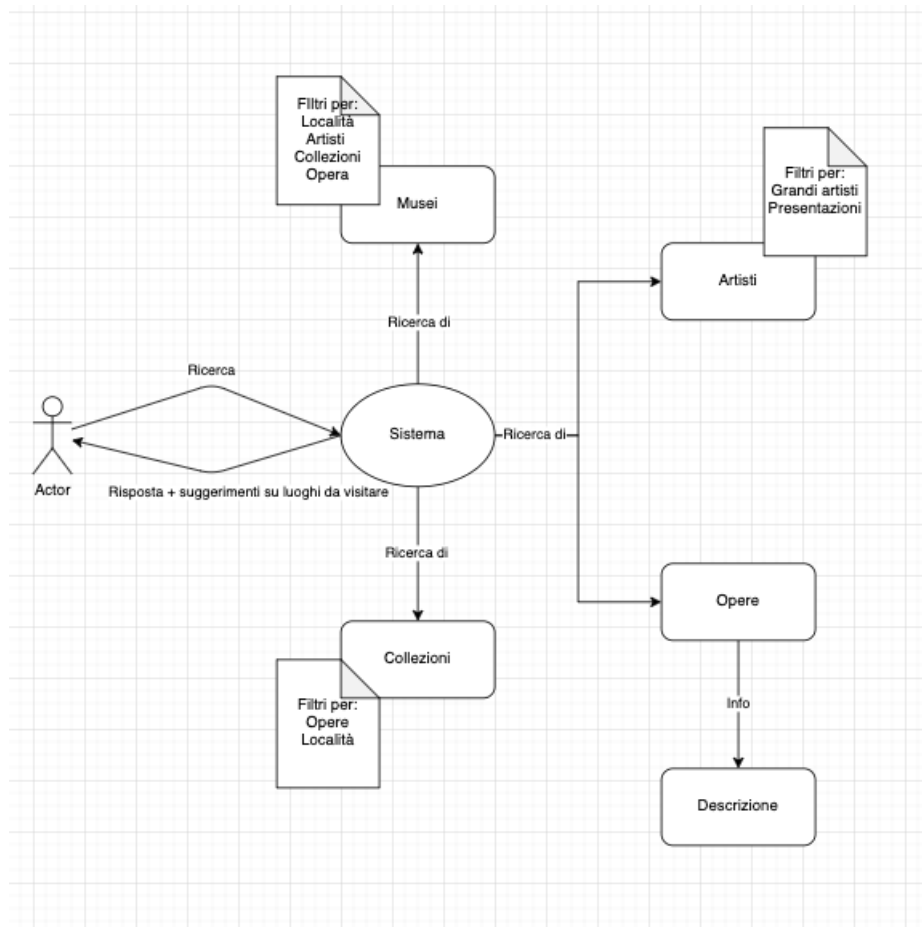 FIltri per:
Località
Artisti
Collezioni
Opera
Musei
Filtri per:
Grandi artisti
Presentazioni
Artisti
Ricerca di
Ricerca
Sistema
Ricerca di
Actor
Risposta + suggerimenti su luoghi da visitare
Ricerca di
Opere
Collezioni
Filtri per:
Opere
Località
Info
Descrizione